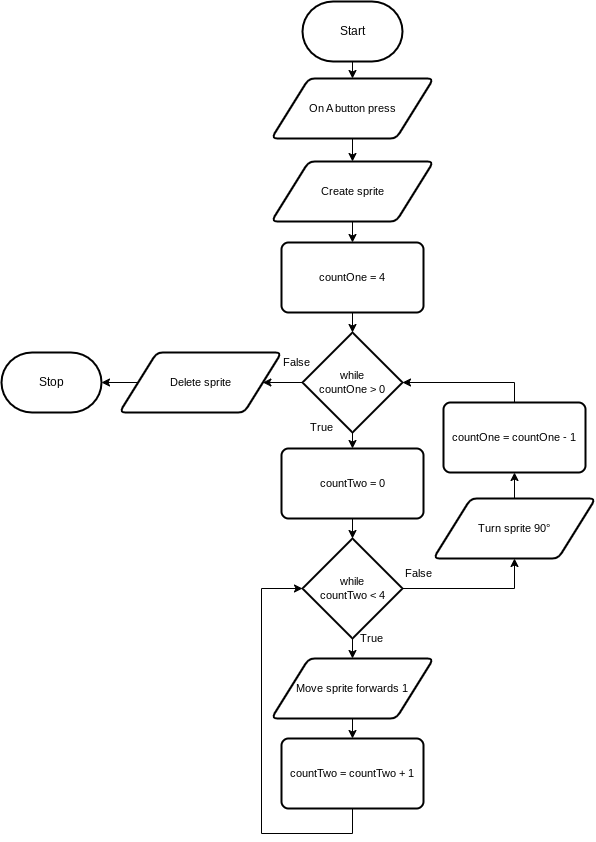 Start
On A button press
Create sprite
countOne = 4
while
countOne > 0
False
Delete sprite
Stop
True
countTwo = 0
while
countTwo < 4
False
Turn sprite 90°
countOne = countOne - 1
True
Move sprite forwards 1
countTwo = countTwo + 1